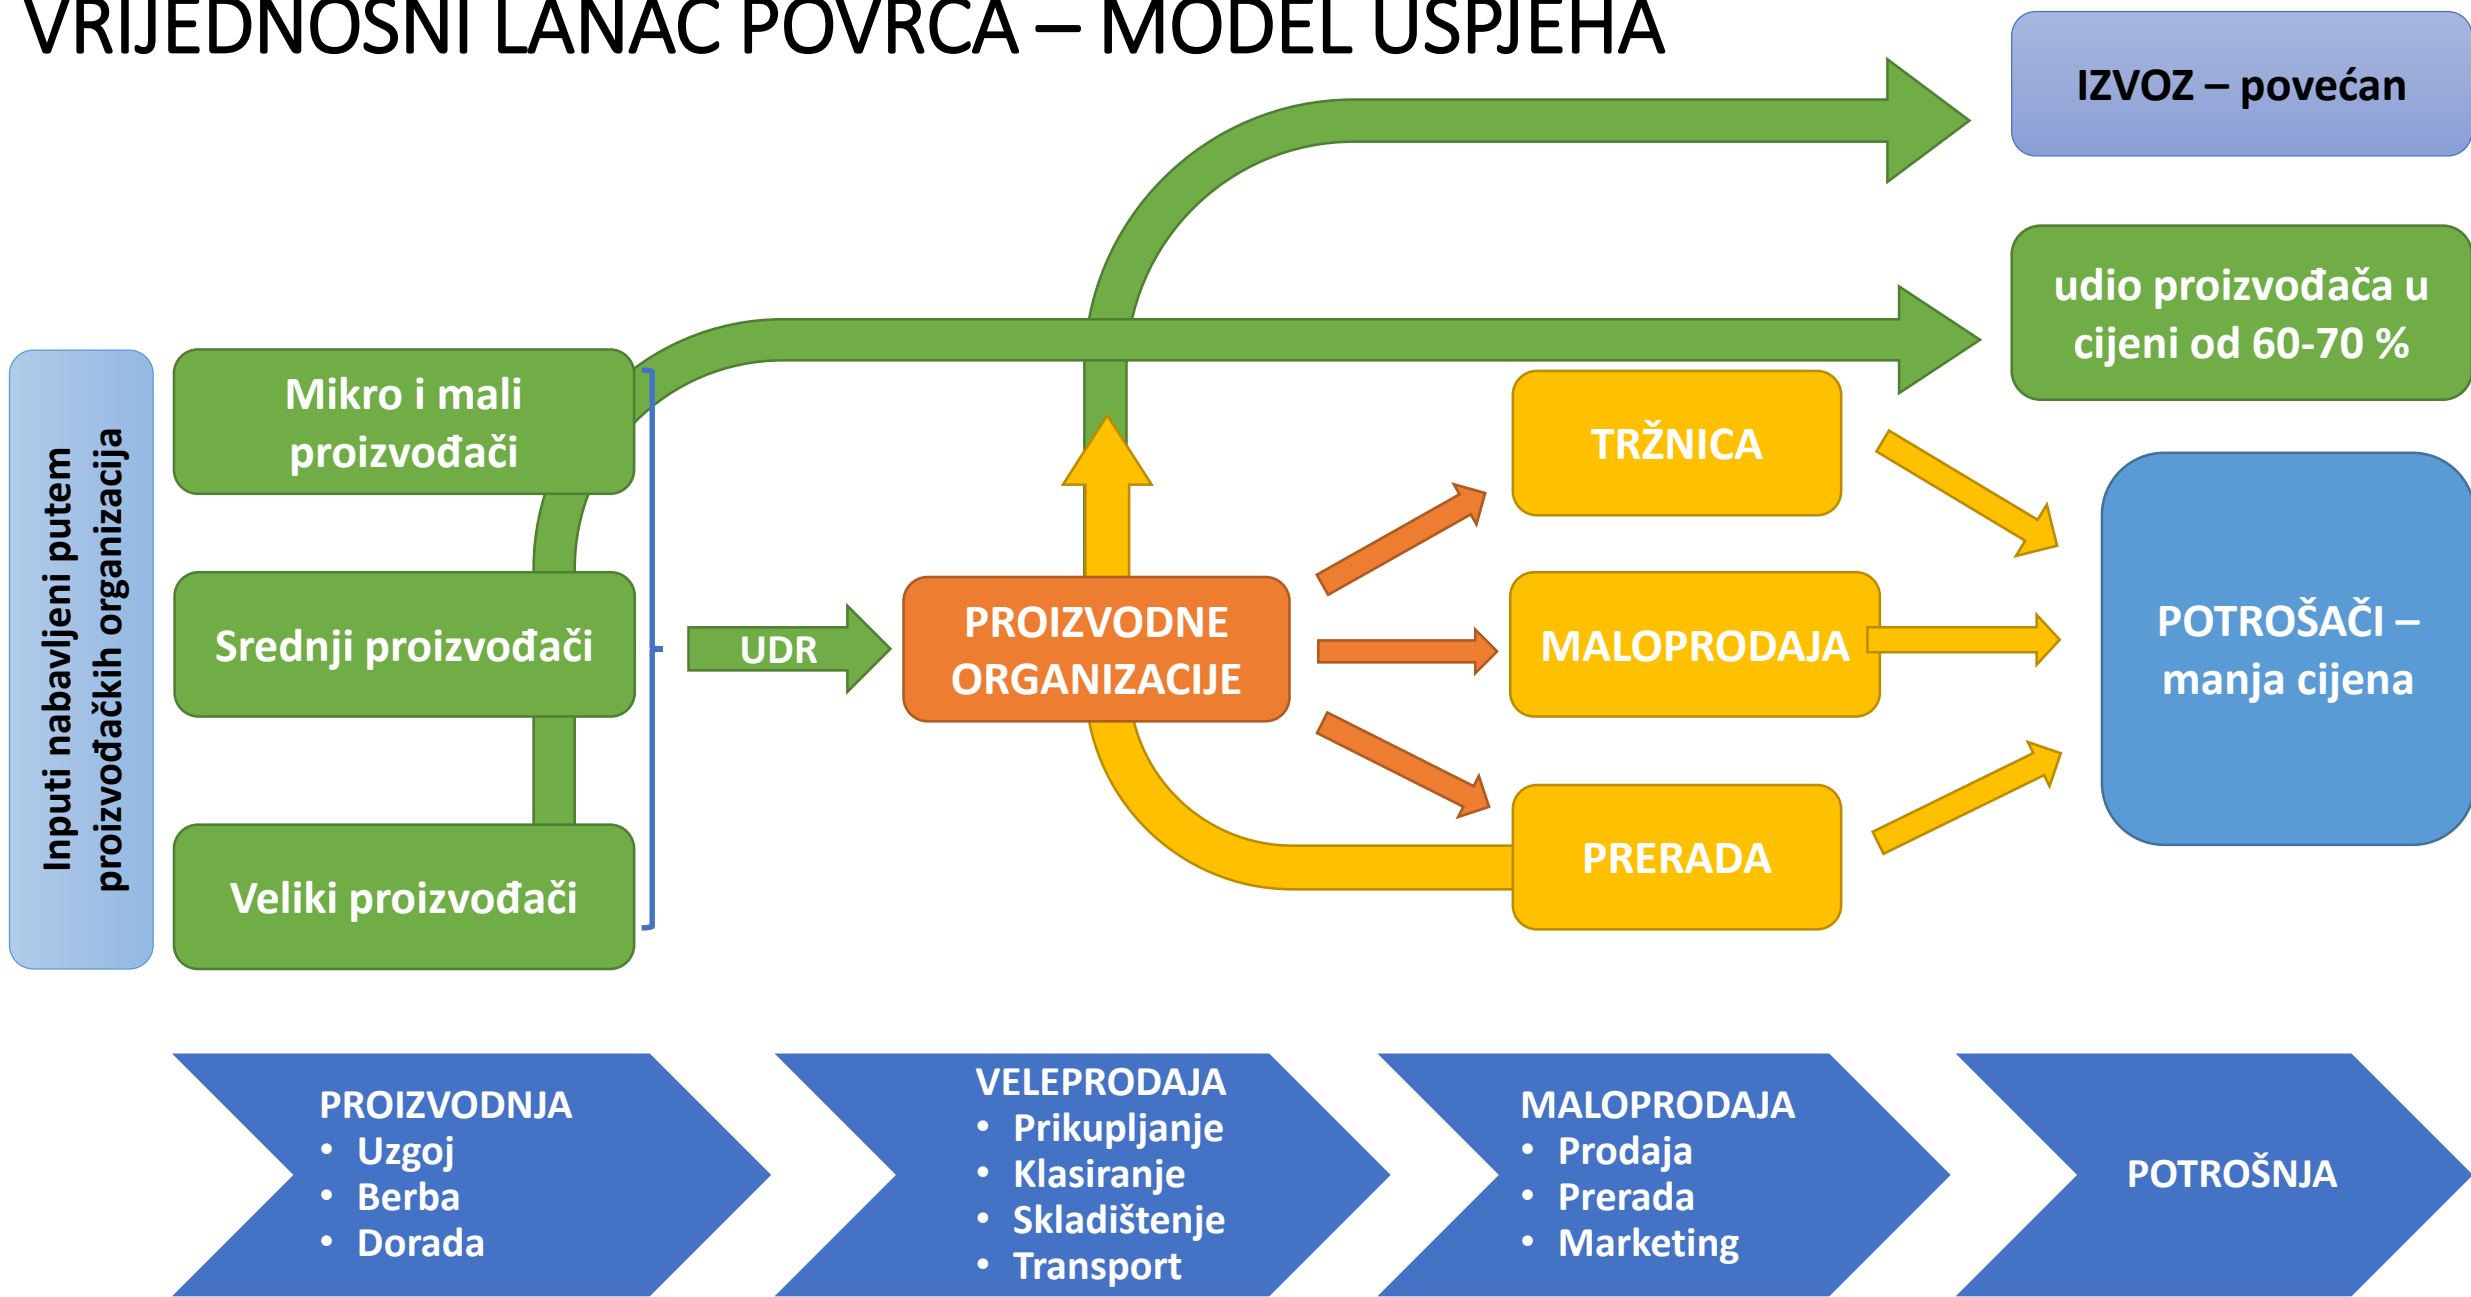 VRIJEDNOSNI LANAC POVRĆA – MODEL USPJEHA
IZVOZ – povećan
udio proizvođača u
cijeni od 60-70 %
Inputi nabavljeni putem
proizvođačkih organizacija
Mikro i mali
proizvođači
Srednji proizvođači
Veliki proizvođači
UDR
PROIZVODNE
ORGANIZACIJE
TRŽNICA
MALOPRODAJA
PRERADA
POTROŠAČI –
manja cijena
PROIZVODNJA
• Uzgoj
• Berba
• Dorada
VELEPRODAJA
• Prikupljanje
• Klasiranje
• Skladištenje
• Transport
MALOPRODAJA
• Prodaja
• Prerada
• Marketing
POTROŠNJA